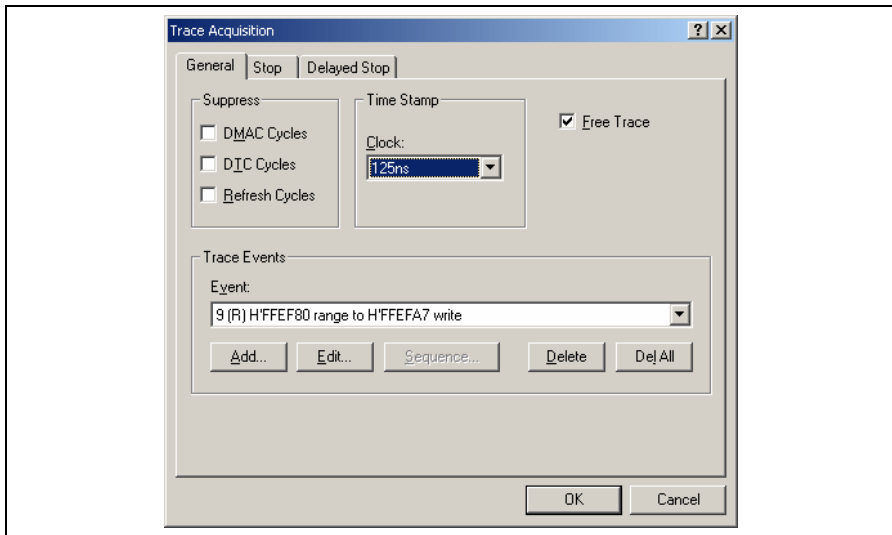 Trace Acquisition
General Stop Delayed Stop
Suppress
DMAC Cycles
DTC Cycles
Refresh Cycles
Time Stamp
Clock:
125ns
Free Trace
Trace Events
Event:
9 (R) H'FFEF80 range to H'FFEFA7 write
Add... Edit... Sequence... Delete Del All
OK Cancel